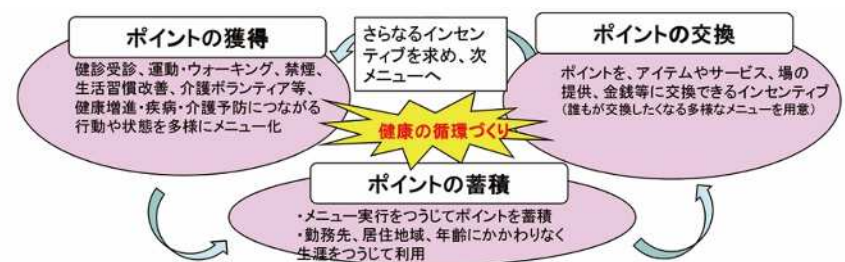 ポイントの獲得
健診受診、運動・ウォーキング、禁煙、
生活習慣改善、介護ボランティア等、
健康増進・疾病・介護予防につながる
行動や状態を多様にメニュー化
さらなるインセン
ティブを求め、次
メニューへ
ポイントの交換
ポイントを、アイテムやサービス、場の
提供、金銭等に交換できるインセンティブ
(誰もが交換したくなる多様なメニューを用意)
健康の循環づくり
ポイントの蓄積
・メニュー実行をつうじてポイントを蓄積
・勤務先、居住地域、年齢にかかわりなく
生涯をつうじて利用